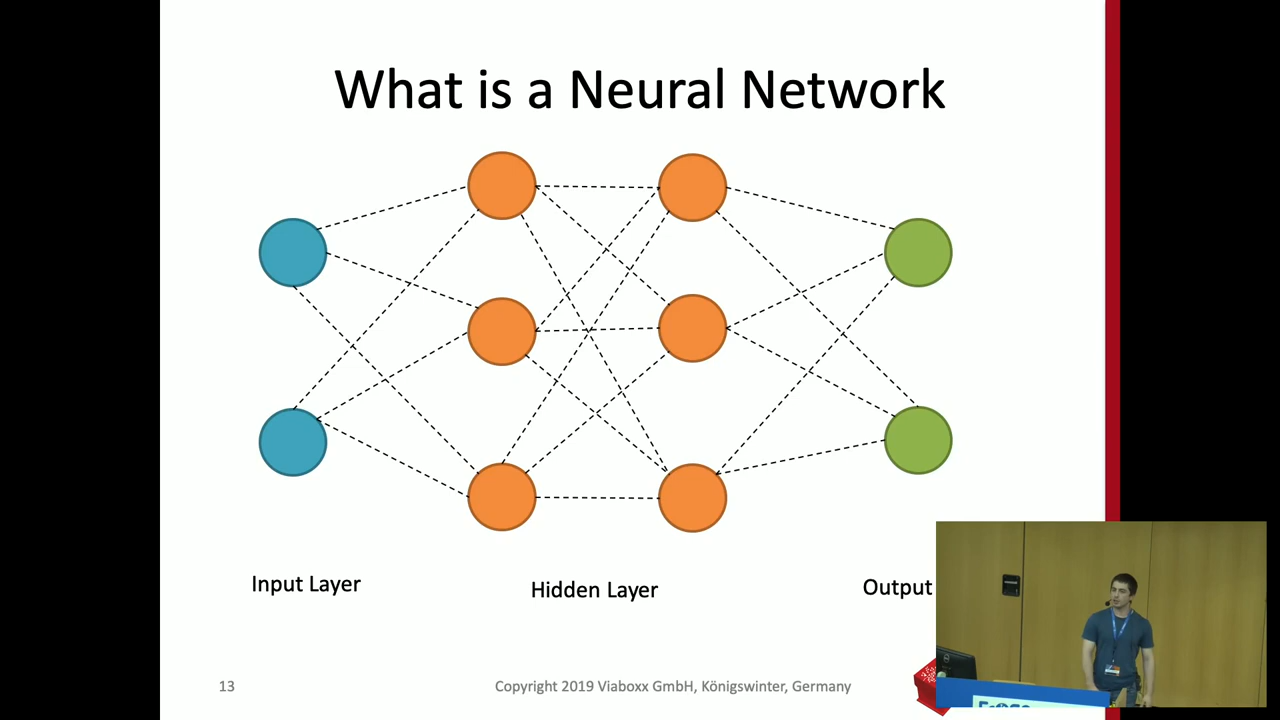 What is a Neural Network
Input Layer
Hidden Layer
Output
13
Copyright 2019 Viaboxx GmbH, Königswinter, Germany